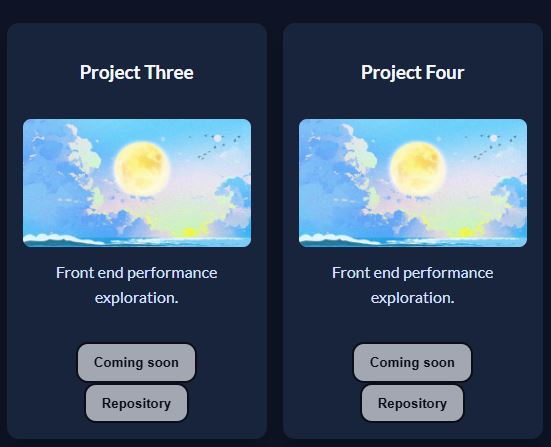 Project Three
Front end performance
exploration.
Coming soon
Repository
Project Four
Front end performance
exploration.
Coming soon
Repository